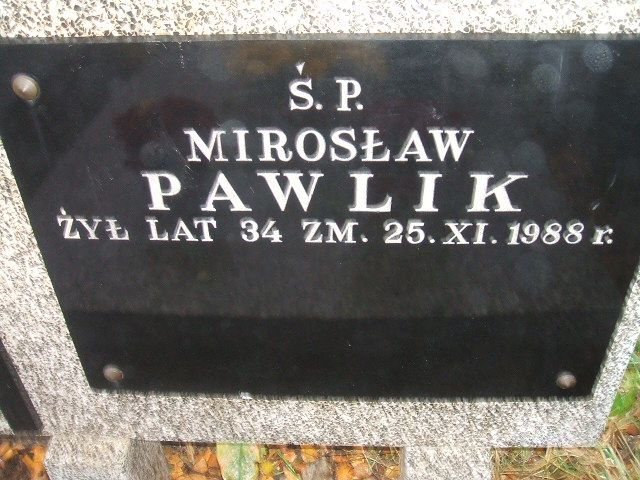 Ś. P.
MIROSŁAW
PAWLIK
ŻYŁ LAT 34 ZM. 25. XI. 1988 r.